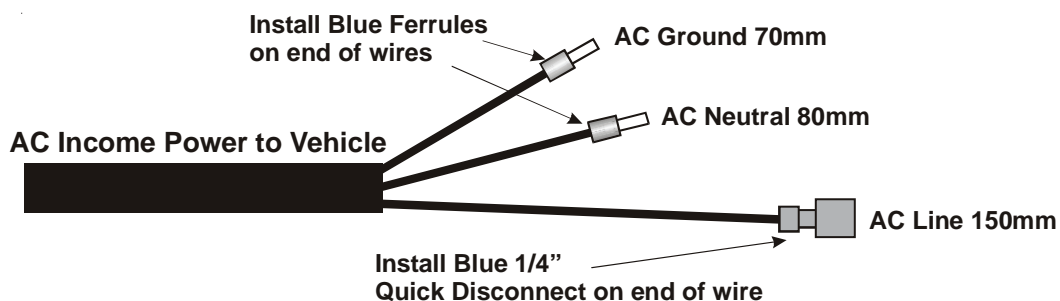 Install Blue Ferrules
on end of wires
AC Ground 70mm
AC Neutral 80mm
AC Income Power to Vehicle
AC Line 150mm
Install Blue 1/4”
Quick Disconnect on end of wire